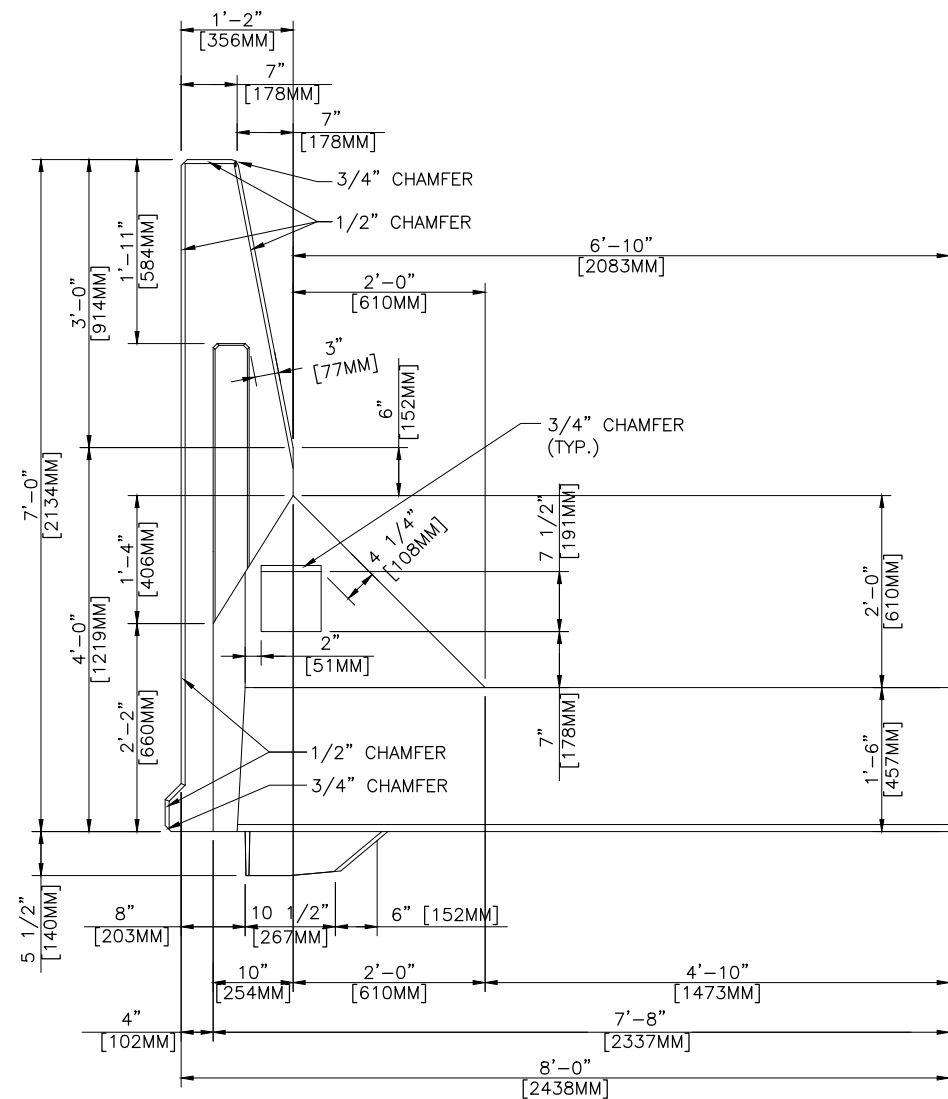 1'-2"
[356MM]
7"
[178MM]
7"
[178MM]
3/4" CHAMFER
1/2" CHAMFER
6'-10"
[2083MM]
2'-0"
[610MM]
1'-11"
[584MM]
3'-0"
[914MM]
3"
[77MM]
6"
[152MM]
3/4" CHAMFER
(TYP.)
7'-0"
[2134MM]
1'-4"
[406MM]
4 1/4"
[108MM]
7 1/2"
[191MM]
2'-0"
[610MM]
4'-0"
[1219MM]
2"
[51MM]
2'-2"
[660MM]
7"
[178MM]
1'-6"
[457MM]
1/2" CHAMFER
3/4" CHAMFER
5 1/2"
[140MM]
8"
[203MM]
10 1/2"
[267MM]
6" [152MM]
10"
[254MM]
2'-0"
[610MM]
4'-10"
[1473MM]
4"
[102MM]
7'-8"
[2337MM]
8'-0"
[2438MM]